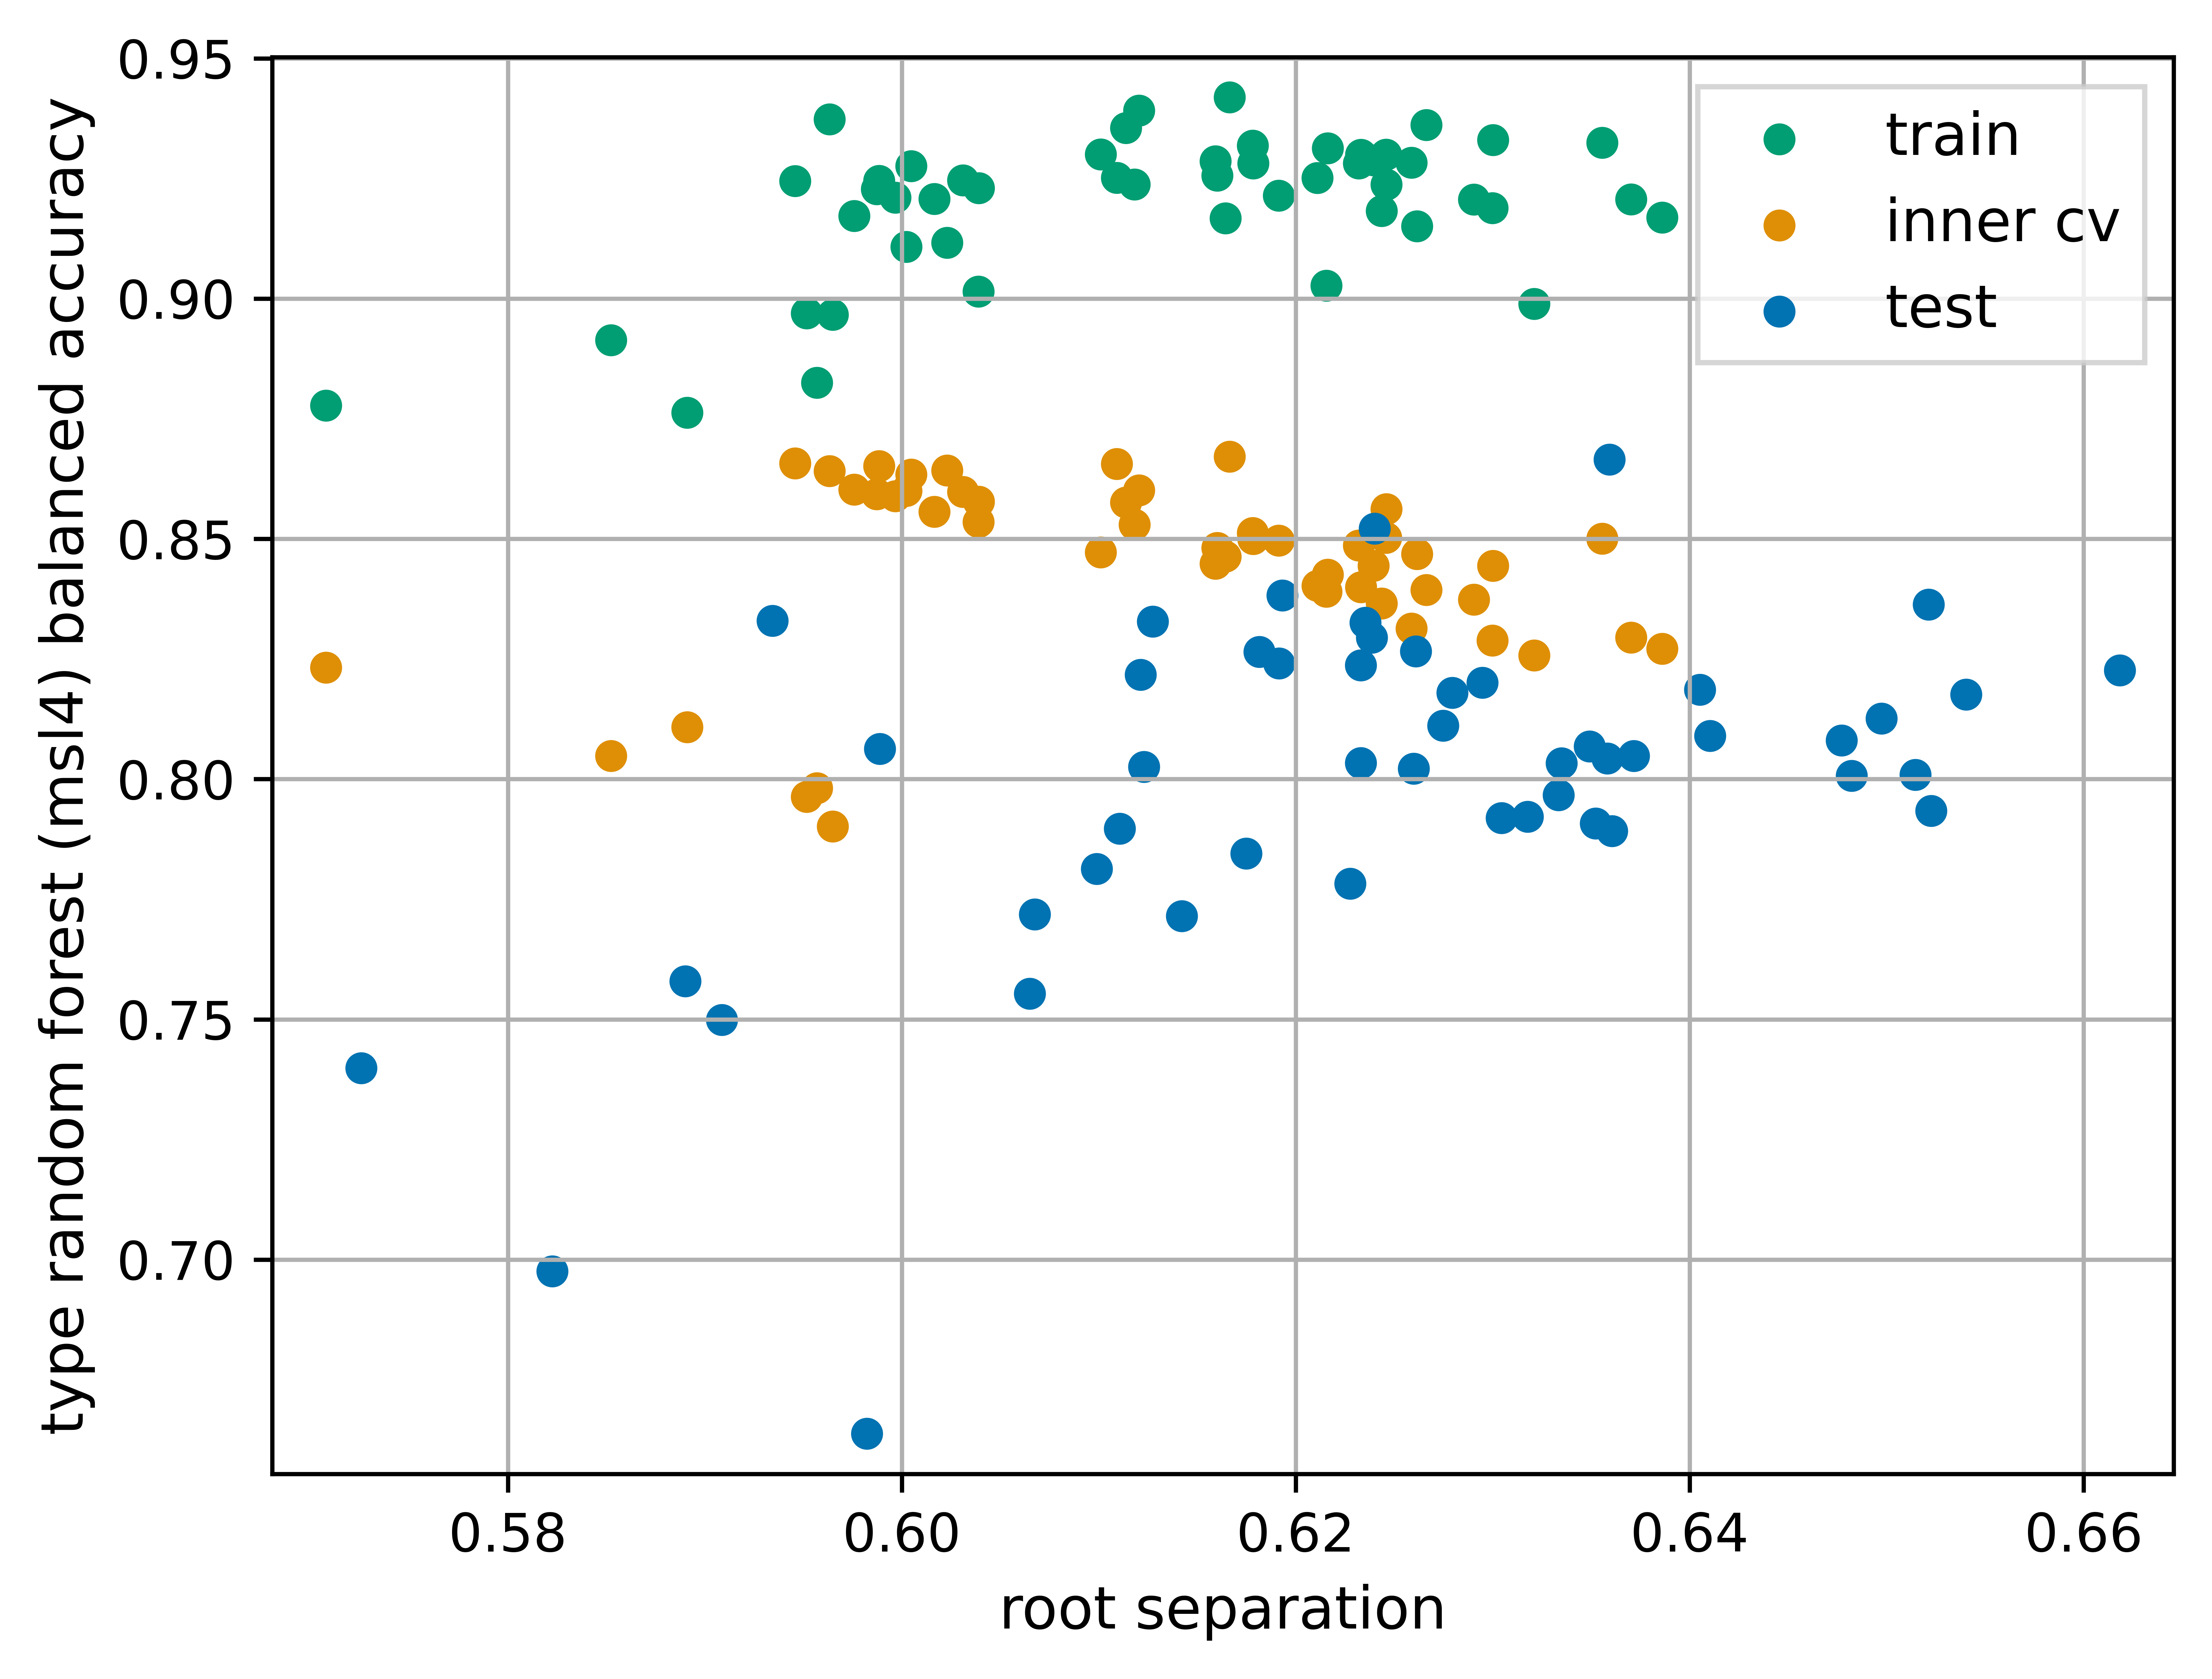 0.95
0.90
0.85
0.80
0.75
0.70
type random forest (msl4) balanced accuracy
train
inner cv
test
0.58 0.60 0.62 0.64 0.66
root separation